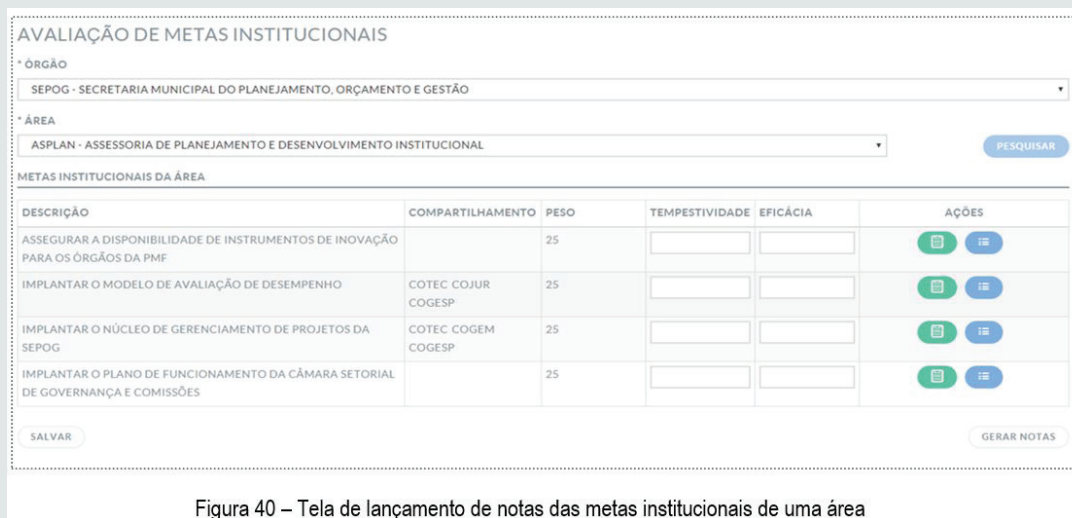 AVALIAÇÃO DE METAS INSTITUCIONAIS
* ÓRGÃO
SEPOG - SECRETARIA MUNICIPAL DO PLANEJAMENTO, ORÇAMENTO E GESTÃO
* ÁREA
ASPLAN - ASSESSORIA DE PLANEJAMENTO E DESENVOLVIMENTO INSTITUCIONAL
PESQUISAR
METAS INSTITUCIONAIS DA ÁREA
DESCRIÇÃO COMPARTILHAMENTO PESO TEMPESTIVIDADE EFICÁCIA AÇÕES
ASSEGURAR A DISPONIBILIDADE DE INSTRUMENTOS DE INOVAÇÃO 25
PARA OS ÓRGÃOS DA PMF
IMPLANTAR O MODELO DE AVALIAÇÃO DE DESEMPENHO COTEC COJUR 25
COGESP
IMPLANTAR O NÚCLEO DE GERENCIAMENTO DE PROJETOS DA COTEC COGEM 25
SEPOG COGESP
IMPLANTAR O PLANO DE FUNCIONAMENTO DA CÂMARA SETORIAL 25
DE GOVERNANÇA E COMISSÕES
SALVAR GERAR NOTAS
Figura 40 – Tela de lançamento de notas das metas institucionais de uma área